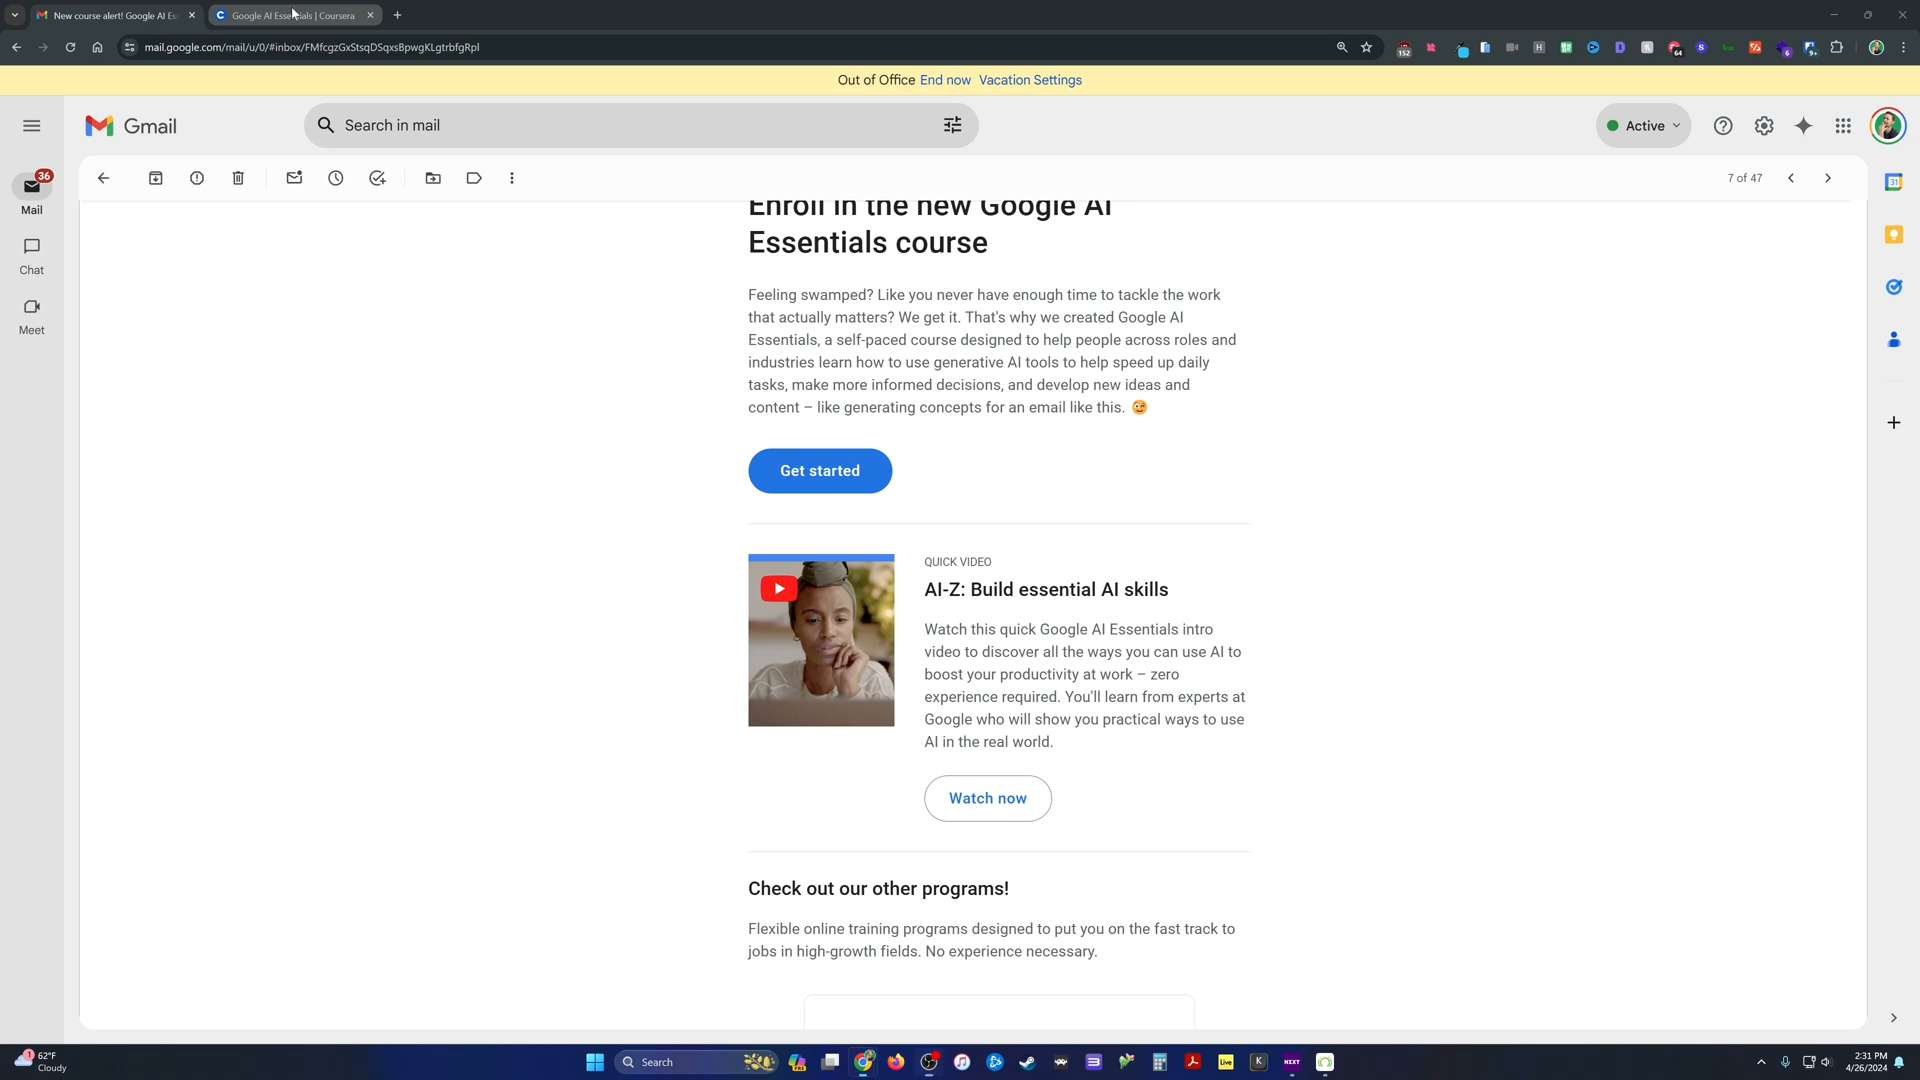 New course alert! Google AI Es
Google AI Essentials | Coursera
mail.google.com/mail/u/0/#inbox/FMfcgzGxStsqDSqxsBpwgKLgtrbfgRpl
152
64
6
9+
Out of Office End now Vacation Settings
Gmail
Search in mail
Active
36
Mail
Chat
Meet
7 of 47
31
Enroll in the new Google AI
Essentials course
Feeling swamped? Like you never have enough time to tackle the work
that actually matters? We get it. That's why we created Google AI
Essentials, a self-paced course designed to help people across roles and
industries learn how to use generative AI tools to help speed up daily
tasks, make more informed decisions, and develop new ideas and
content – like generating concepts for an email like this. 😉
Get started
QUICK VIDEO
AI-Z: Build essential AI skills
Watch this quick Google AI Essentials intro
video to discover all the ways you can use AI to
boost your productivity at work – zero
experience required. You'll learn from experts at
Google who will show you practical ways to use
AI in the real world.
Watch now
Check out our other programs!
Flexible online training programs designed to put you on the fast track to
jobs in high-growth fields. No experience necessary.
1
62°F
Cloudy
Search
Live
K
NIXT
2:31 PM
4/26/2024